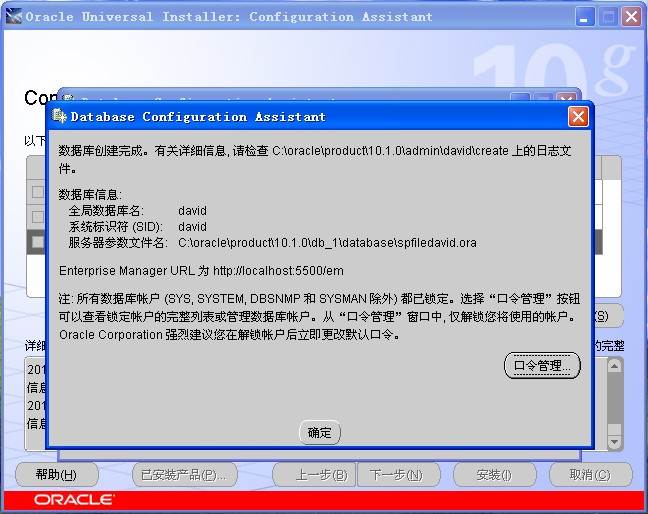 Oracle Universal Installer: Configuration Assistant
10g
Database Configuration Assistant
数据库创建完成。有关详细信息, 请检查 C:\oracle\product\10.1.0\admin\david\create 上的日志文
件。
数据库信息:
全局数据库名: david
系统标识符 (SID): david
服务器参数文件名: C:\oracle\product\10.1.0\db_1\database\spfiledavid.ora
Enterprise Manager URL 为 http://localhost:5500/em
注: 所有数据库帐户 (SYS, SYSTEM, DBSNMP 和 SYSMAN 除外) 都已锁定。选择“口令管理”按钮
可以查看锁定帐户的完整列表或管理数据库帐户。从“口令管理”窗口中, 仅解锁您将使用的帐户。
Oracle Corporation 强烈建议您在解锁帐户后立即更改默认口令。
口令管理...
确定
以下
(S)
详细
的完整
201
信息
201
信息
帮助(H) 已安装产品(P)... 上一步(B) 下一步(N) 安装(I) 取消(C)
ORACLE